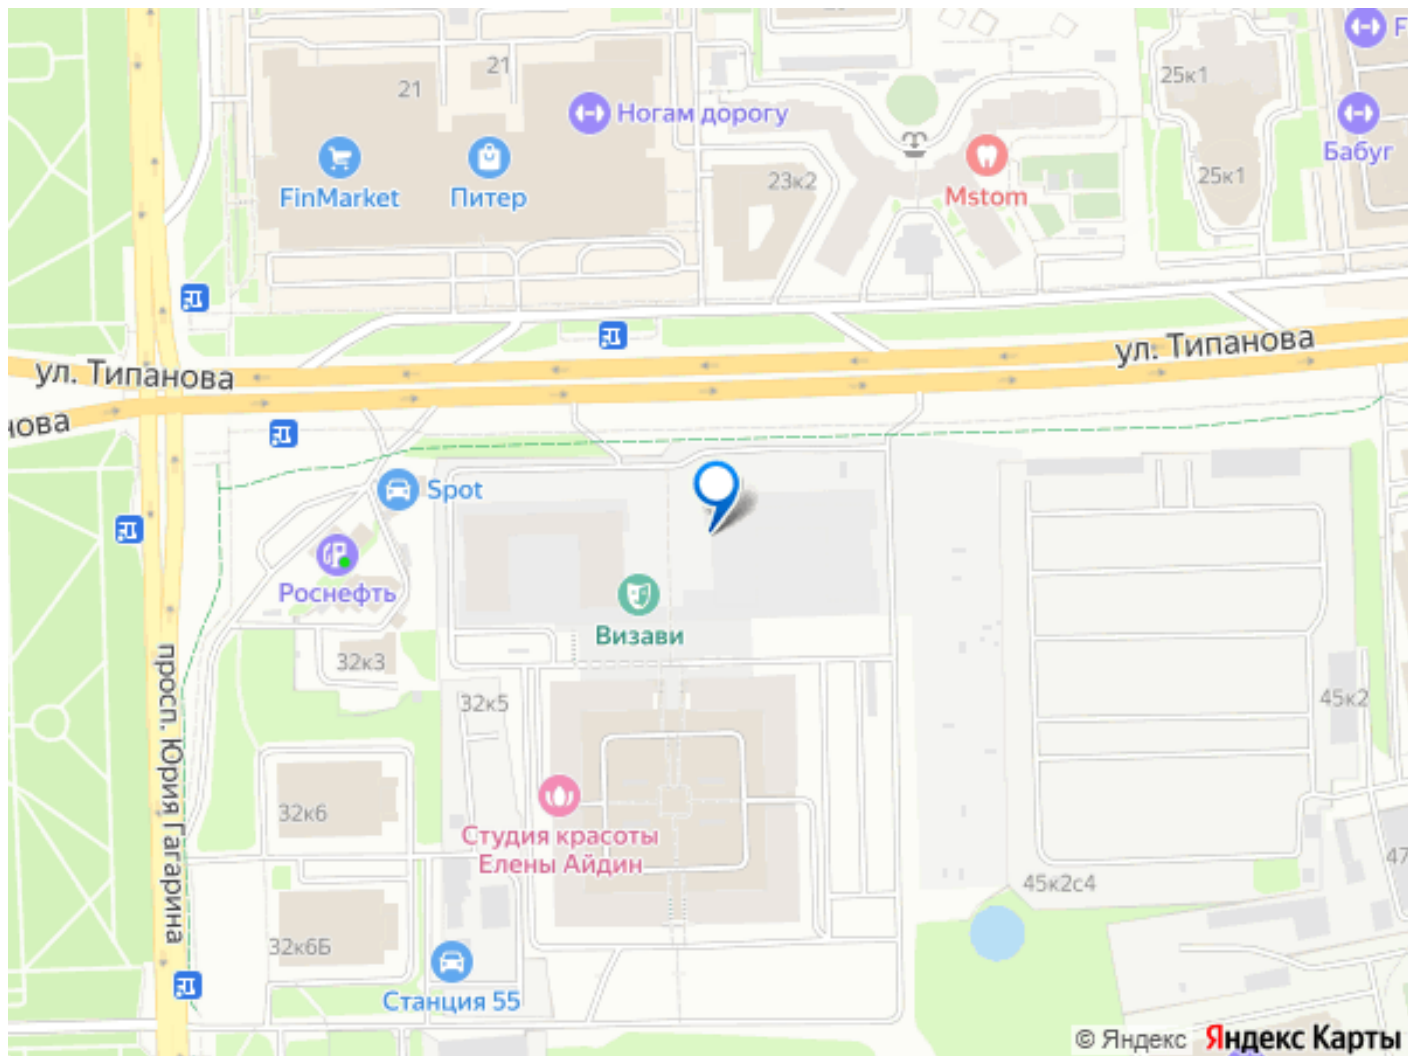 21
21
25к1
Ногам дорогу
FinMarket
Питер
23к2
Mstom
25к1
Бабуг
F
ул. Типанова
ул. Типанова
нова
Spot
Роснефть
Визави
32к3
32к5
45к2
просп. Юрия Гагарина
32к6
Студия красоты
Елены Айдин
47
45к2с4
32к6Б
Станция 55
© Яндекс Яндекс Карты